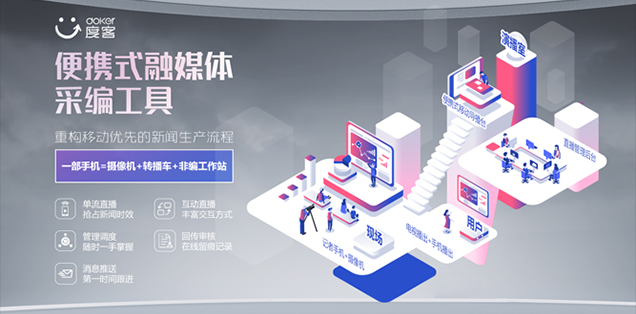 doker
度客
便携式融媒体
采编工具
重构移动优先的新闻生产流程
一部手机=摄像机+转播车+非编工作站
单流直播
抢占新闻时效
互动直播
丰富交互方式
管理调度
随时一手掌握
回传审核
在线留痕记录
消息推送
第一时间跟进
演播室
便携式移动导播台
直播管理后台
用户
电视播出+手机播出
现场
记者手机+摄像机